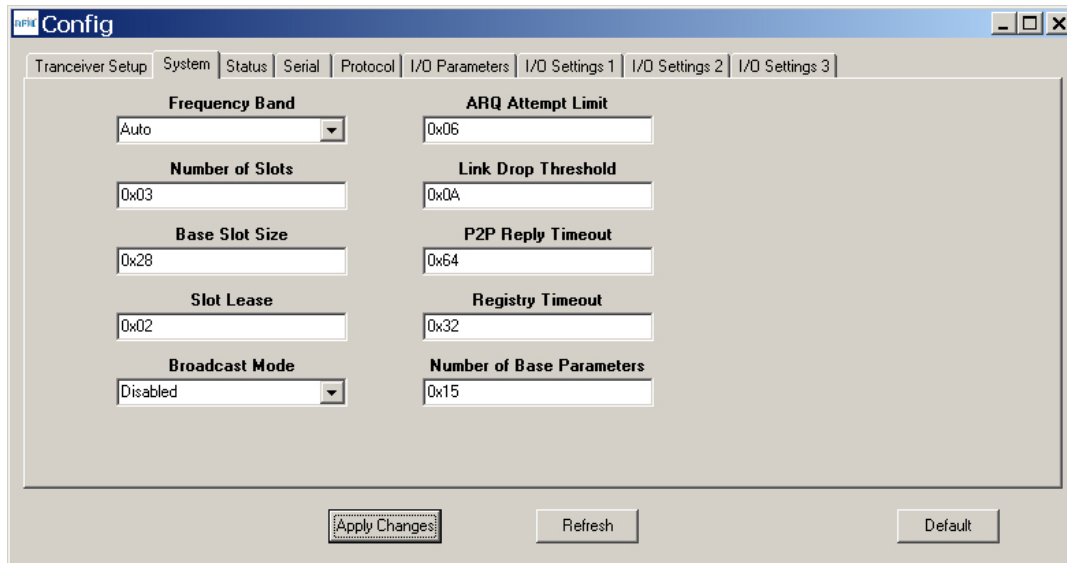 RFM Config
Tranceiver Setup System Status Serial Protocol I/O Parameters I/O Settings 1 I/O Settings 2 I/O Settings 3
Frequency Band ARQ Attempt Limit
Auto 0x06
Number of Slots Link Drop Threshold
0x03 0x0A
Base Slot Size P2P Reply Timeout
0x28 0x64
Slot Lease Registry Timeout
0x02 0x32
Broadcast Mode Number of Base Parameters
Disabled 0x15
Apply Changes Refresh Default